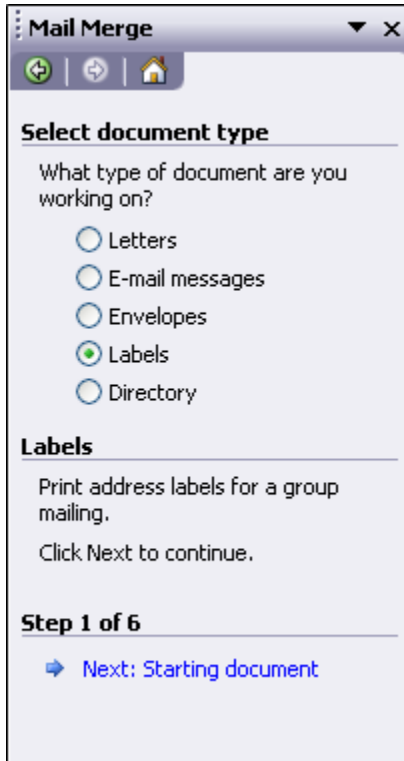 Mail Merge
Select document type
What type of document are you
working on?
Letters
E-mail messages
Envelopes
Labels
Directory
Labels
Print address labels for a group
mailing.
Click Next to continue.
Step 1 of 6
Next: Starting document